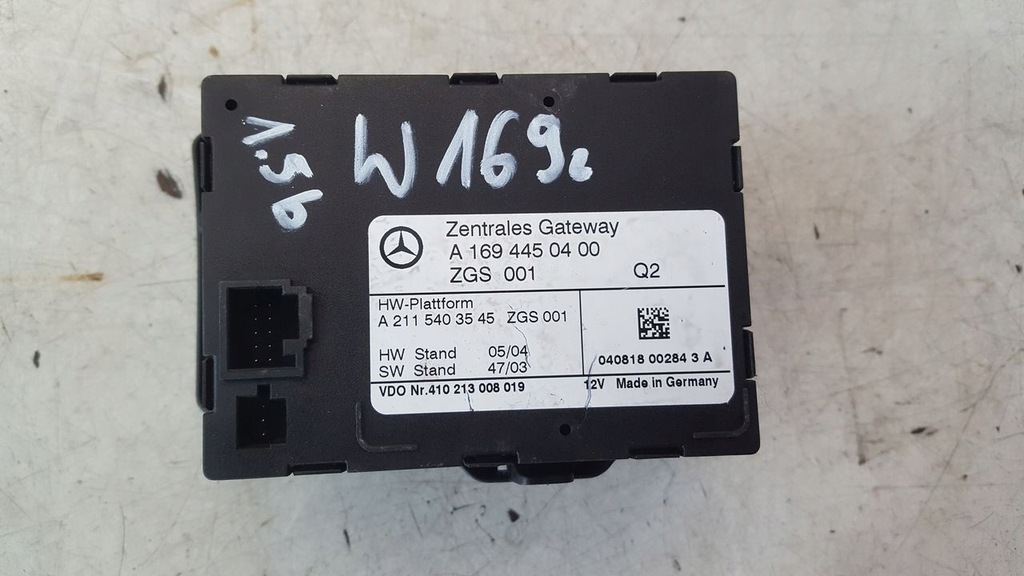 1.5 b
W169
Zentrales Gateway
A 169 445 04 00
ZGS 001 Q2
HW-Plattform
A 211 540 35 45 ZGS 001
HW Stand 05/04
SW Stand 47/03
040818 00284 3 A
VDO Nr.410 213 008 019 12V Made in Germany